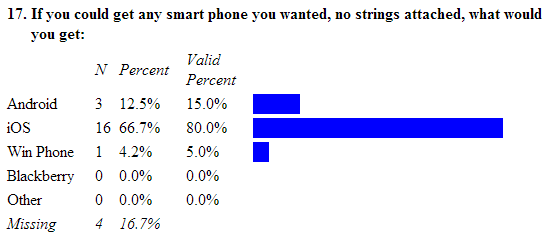 17. If you could get any smart phone you wanted, no strings attached, what would
you get:
N Percent Valid
Percent
Android 3 12.5% 15.0%
iOS 16 66.7% 80.0%
Win Phone 1 4.2% 5.0%
Blackberry 0 0.0% 0.0%
Other 0 0.0% 0.0%
Missing 4 16.7%